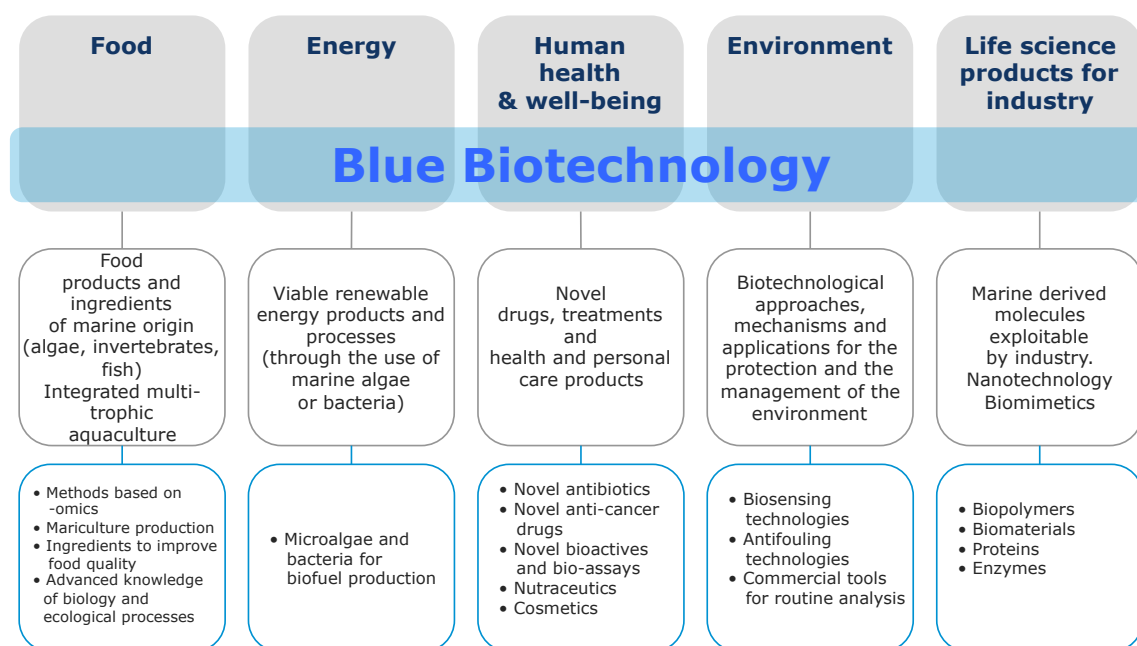 Food
Energy
Human
health
& well-being
Environment
Life science
products for
industry
Blue Biotechnology
Food
products and
ingredients
of marine origin
(algae, invertebrates,
fish)
Integrated multi-
trophic
aquaculture
Viable renewable
energy products and
processes
(through the use of
marine algae
or bacteria)
Novel
drugs, treatments
and
health and personal
care products
Biotechnological
approaches,
mechanisms and
applications for the
protection and the
management of the
environment
Marine derived
molecules
exploitable
by industry.
Nanotechnology
Biomimetics
• Methods based on
-omics
• Mariculture production
• Ingredients to improve
food quality
• Advanced knowledge
of biology and
ecological processes
• Microalgae and
bacteria for
biofuel production
• Novel antibiotics
• Novel anti-cancer
drugs
• Novel bioactives
and bio-assays
• Nutraceutics
• Cosmetics
• Biosensing
technologies
• Antifouling
technologies
• Commercial tools
for routine analysis
• Biopolymers
• Biomaterials
• Proteins
• Enzymes